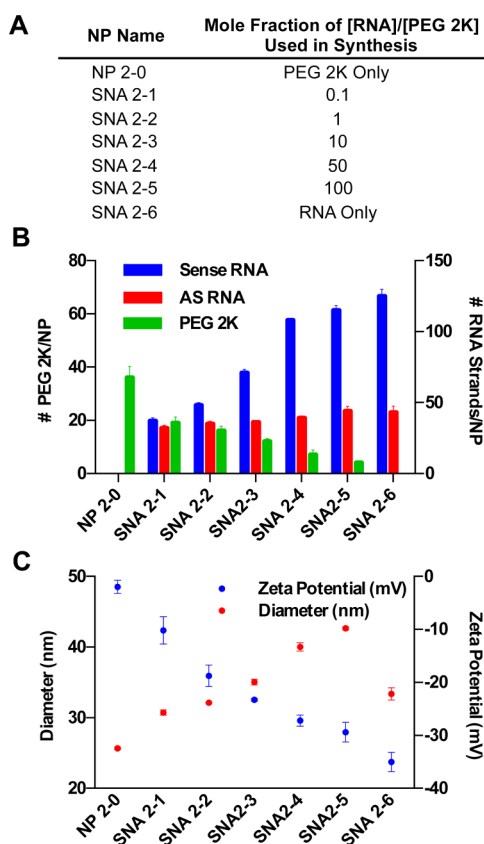 A
NP Name
Mole Fraction of [RNA]/[PEG 2K]
Used in Synthesis
NP 2-0 PEG 2K Only
SNA 2-1 0.1
SNA 2-2 1
SNA 2-3 10
SNA 2-4 50
SNA 2-5 100
SNA 2-6 RNA Only
B
# PEG 2K/NP
80
60
40
20
0
Sense RNA
AS RNA
PEG 2K
150
100
50
0
# RNA Strands/NP
NP 2-0
SNA 2-1
SNA 2-2
SNA2-3
SNA 2-4
SNA2-5
SNA 2-6
C
Diameter (nm)
50
40
30
20
Zeta Potential (mV)
Diameter (nm)
0
-10
-20
-30
-40
Zeta Potential
(mV)
NP 2-0
SNA 2-1
SNA 2-2
SNA-2-3
SNA2-4
SNA 2-5
SNA 2-6